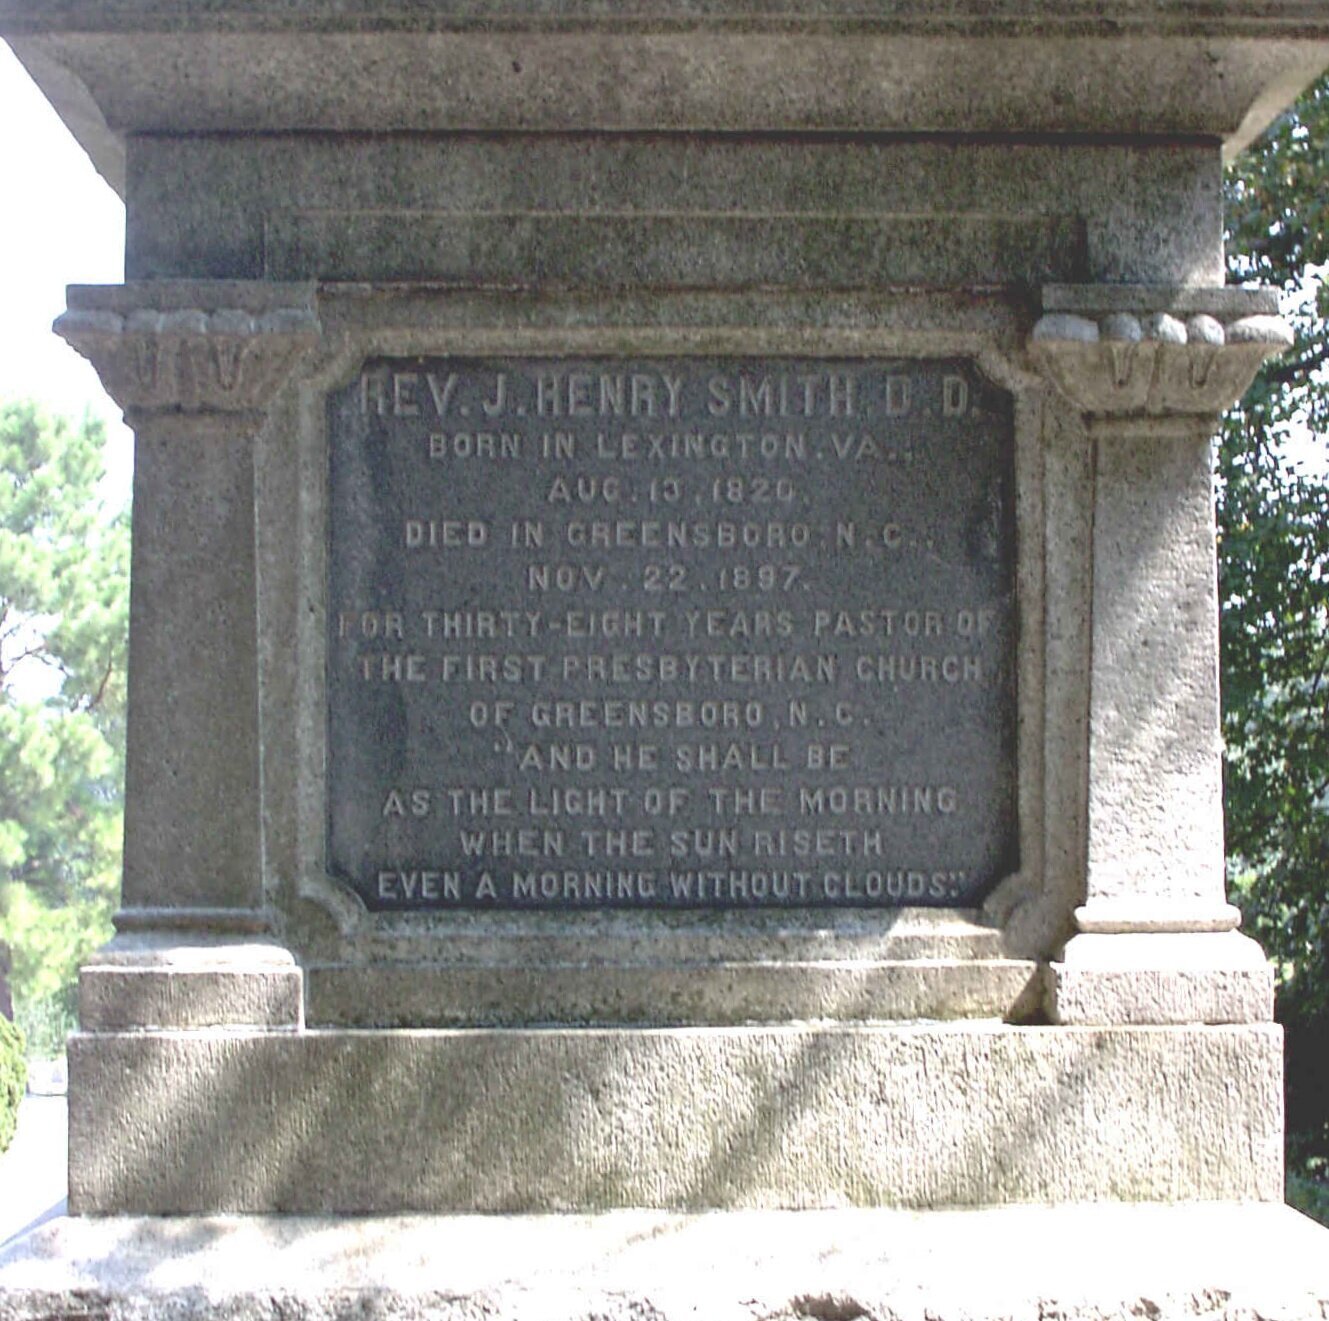 REV. J. HENRY SMITH D. D.
BORN IN LEXINGTON, VA.,
AUG. 13, 1820.
DIED IN GREENSBORO, N. C.,
NOV. 22, 1897.
FOR THIRTY-EIGHT YEARS PASTOR OF
THE FIRST PRESBYTERIAN CHURCH
OF GREENSBORO, N. C.
"AND HE SHALL BE
AS THE LIGHT OF THE MORNING
WHEN THE SUN RISETH
EVEN A MORNING WITHOUT CLOUDS."